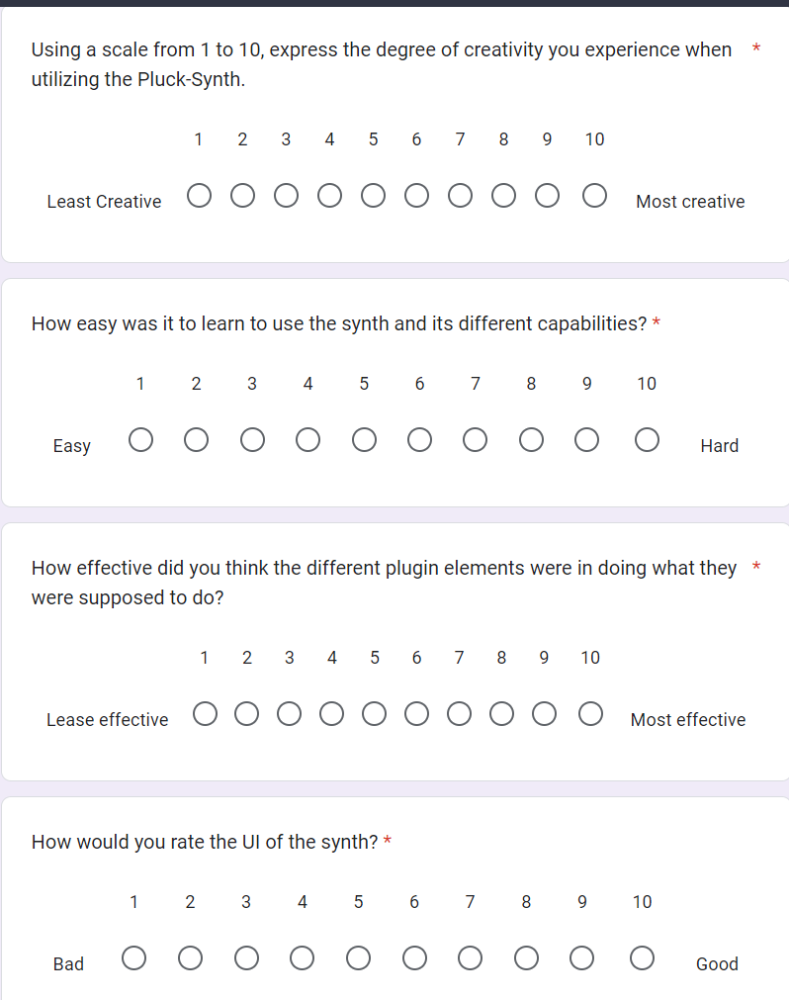 Using a scale from 1 to 10, express the degree of creativity you experience when *
utilizing the Pluck-Synth.
1 2 3 4 5 6 7 8 9 10
Least Creative Most creative
How easy was it to learn to use the synth and its different capabilities? *
1 2 3 4 5 6 7 8 9 10
Easy Hard
How effective did you think the different plugin elements were in doing what they *
were supposed to do?
1 2 3 4 5 6 7 8 9 10
Lease effective Most effective
How would you rate the UI of the synth? *
1 2 3 4 5 6 7 8 9 10
Bad Good